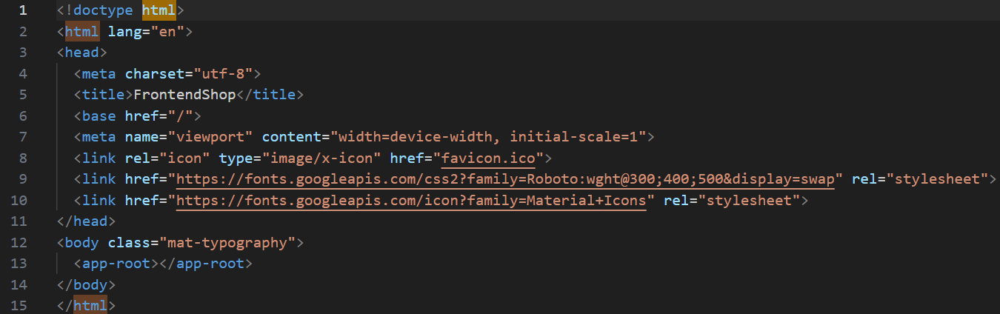 1 <!doctype html>
2 <html lang="en">
3 <head>
4   <meta charset="utf-8">
5   <title>FrontendShop</title>
6   <base href="/">
7   <meta name="viewport" content="width=device-width, initial-scale=1">
8   <link rel="icon" type="image/x-icon" href="favicon.ico">
9   <link href="https://fonts.googleapis.com/css2?family=Roboto:wght@300;400;500&display=swap" rel="stylesheet">
10   <link href="https://fonts.googleapis.com/icon?family=Material+Icons" rel="stylesheet">
11 </head>
12 <body class="mat-typography">
13   <app-root></app-root>
14 </body>
15 </html>